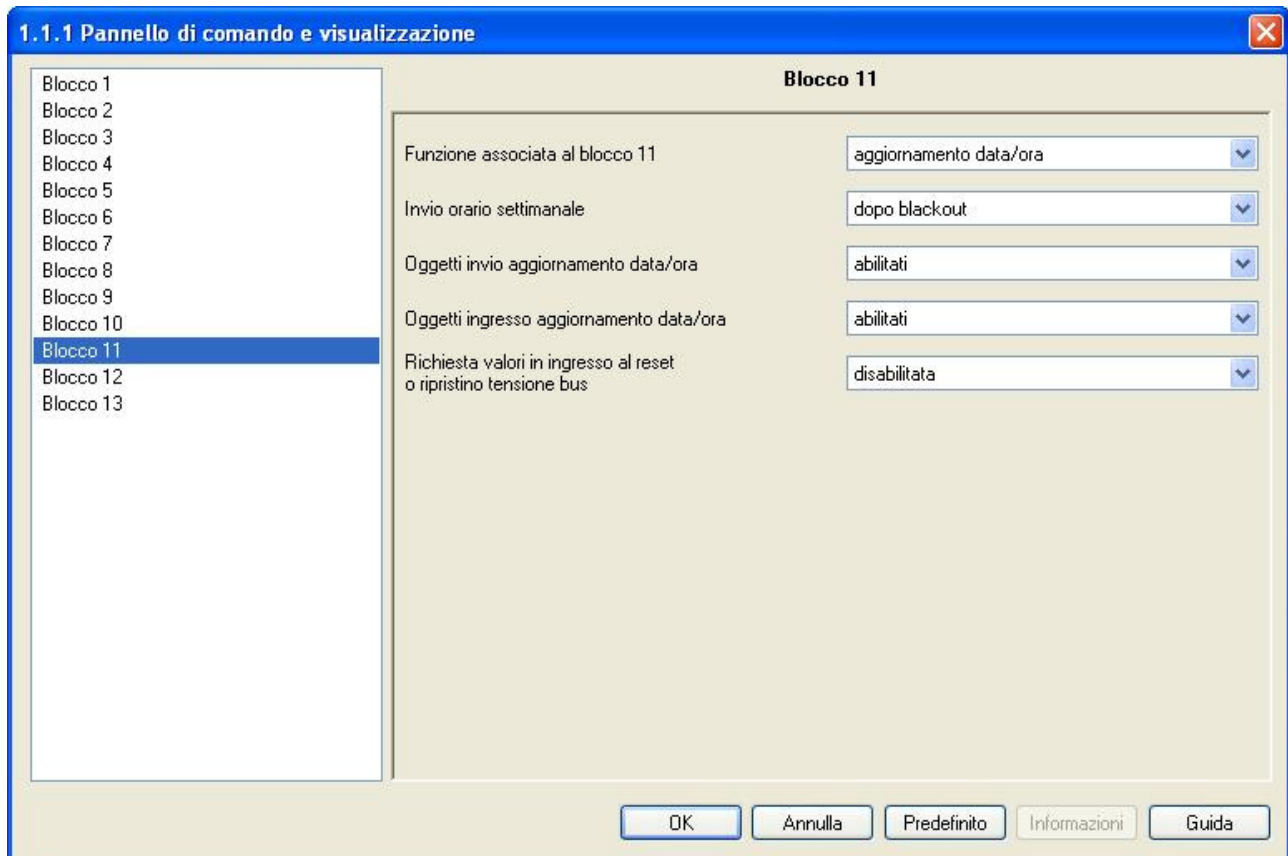 1.1.1 Pannello di comando e visualizzazione
Blocco 1
Blocco 2
Blocco 3
Blocco 4
Blocco 5
Blocco 6
Blocco 7
Blocco 8
Blocco 9
Blocco 10
Blocco 11
Blocco 12
Blocco 13
Blocco 11
Funzione associata al blocco 11
aggiornamento data/ora
Invio orario settimanale
dopo blackout
Oggetti invio aggiornamento data/ora
abilitati
Oggetti ingresso aggiornamento data/ora
abilitati
Richiesta valori in ingresso al reset
o ripristino tensione bus
disabilitata
OK
Annulla
Predefinito
Informazioni
Guida